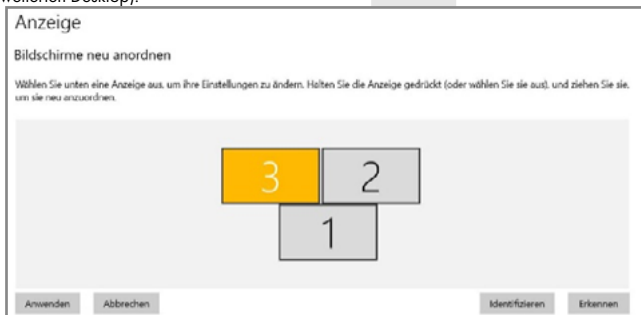 Desktop).
Anzeige
Bildschirme neu anordnen
Wählen Sie unten eine Anzeige aus, um ihre Einstellungen zu ändern. Halten Sie die Anzeige gedrückt (oder wählen Sie sie aus), und ziehen Sie sie,
um sie neu anzuordnen.
3 2
1
Anwenden Abbrechen Identifizieren Erkennen